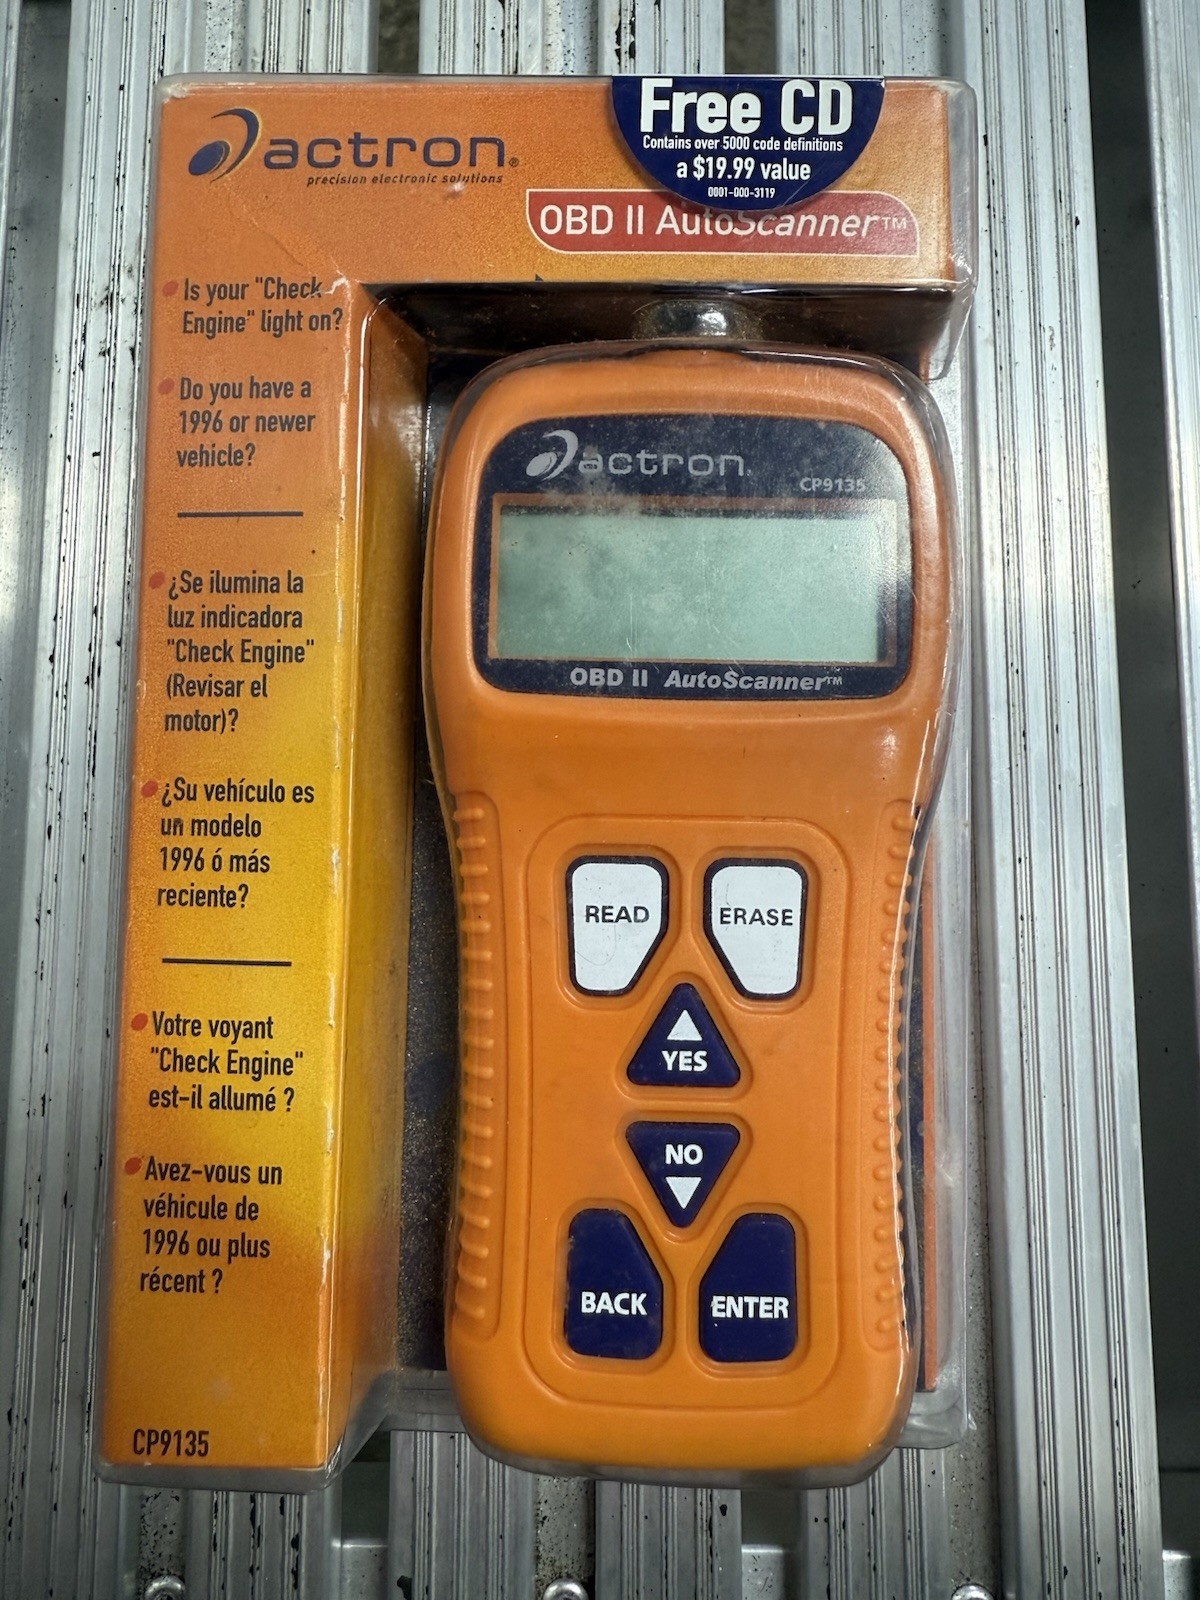 actron®
precision electronic solutions
Free CD
Contains over 5000 code definitions
a $19.99 value
0001-000-3119
OBD II AutoScanner™
Is your "Check
Engine" light on?
Do you have a
1996 or newer
vehicle?
¿Se ilumina la
luz indicadora
"Check Engine"
(Revisar el
motor)?
¿Su vehículo es
un modelo
1996 ó más
reciente?
Votre voyant
"Check Engine"
est-il allumé ?
Avez-vous un
véhicule de
1996 ou plus
récent ?
CP9135
actron
CP9135
OBD II AutoScanner™
READ
ERASE
YES
NO
BACK
ENTER